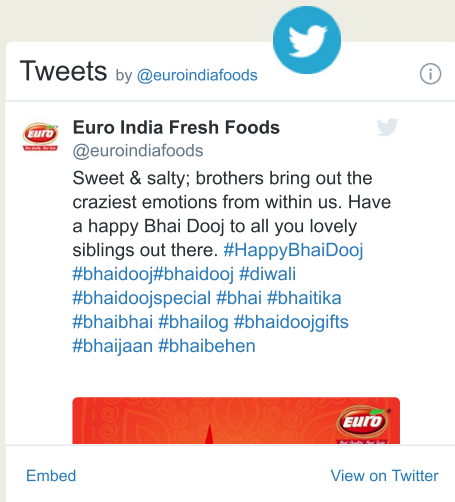 Tweets by @euroindiafoods
EURO
Euro India Fresh Foods
@euroindiafoods
Sweet & salty; brothers bring out the
craziest emotions from within us. Have
a happy Bhai Dooj to all you lovely
siblings out there. #HappyBhaiDooj
#bhaidooj#bhaidooj #diwali
#bhaidoojspecial #bhai #bhaitika
#bhaibhai #bhailog #bhaidoojgifts
#bhaijaan #bhaibehen
EURO
Embed View on Twitter